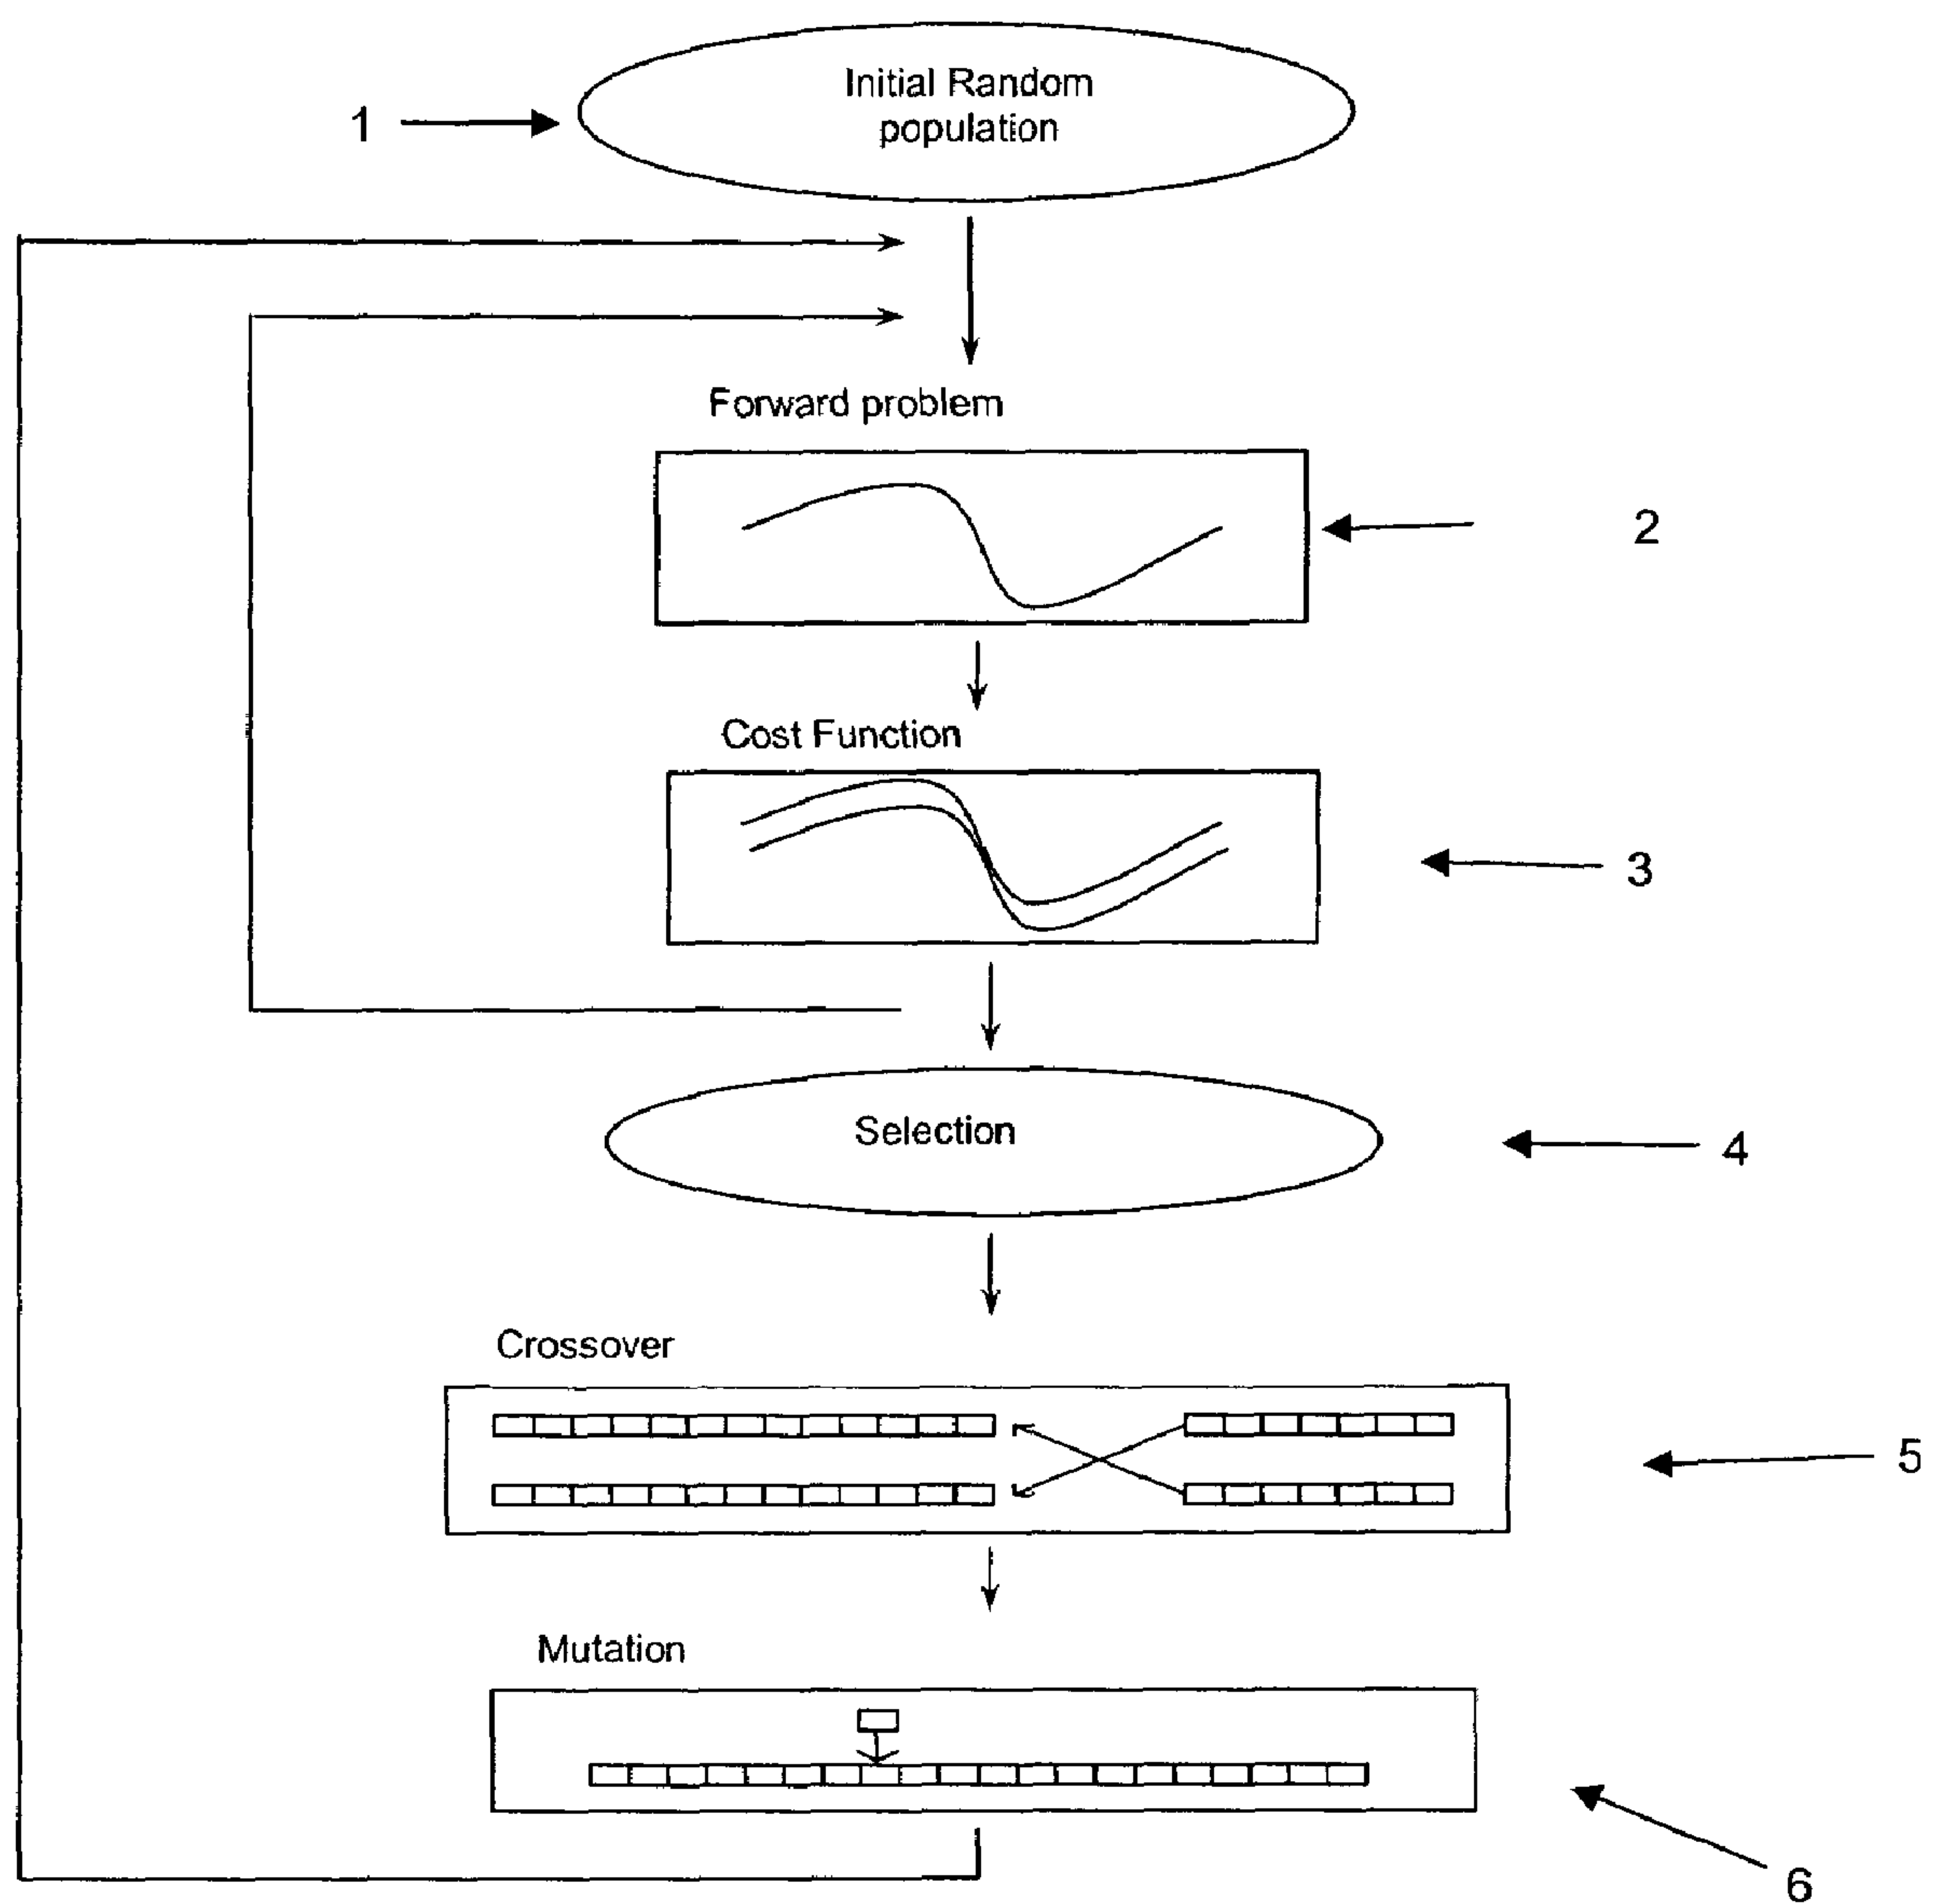 Initial Random
population
1
Forward problem
2
Cost Function
3
Selection
4
Crossover
5
Mutation
6